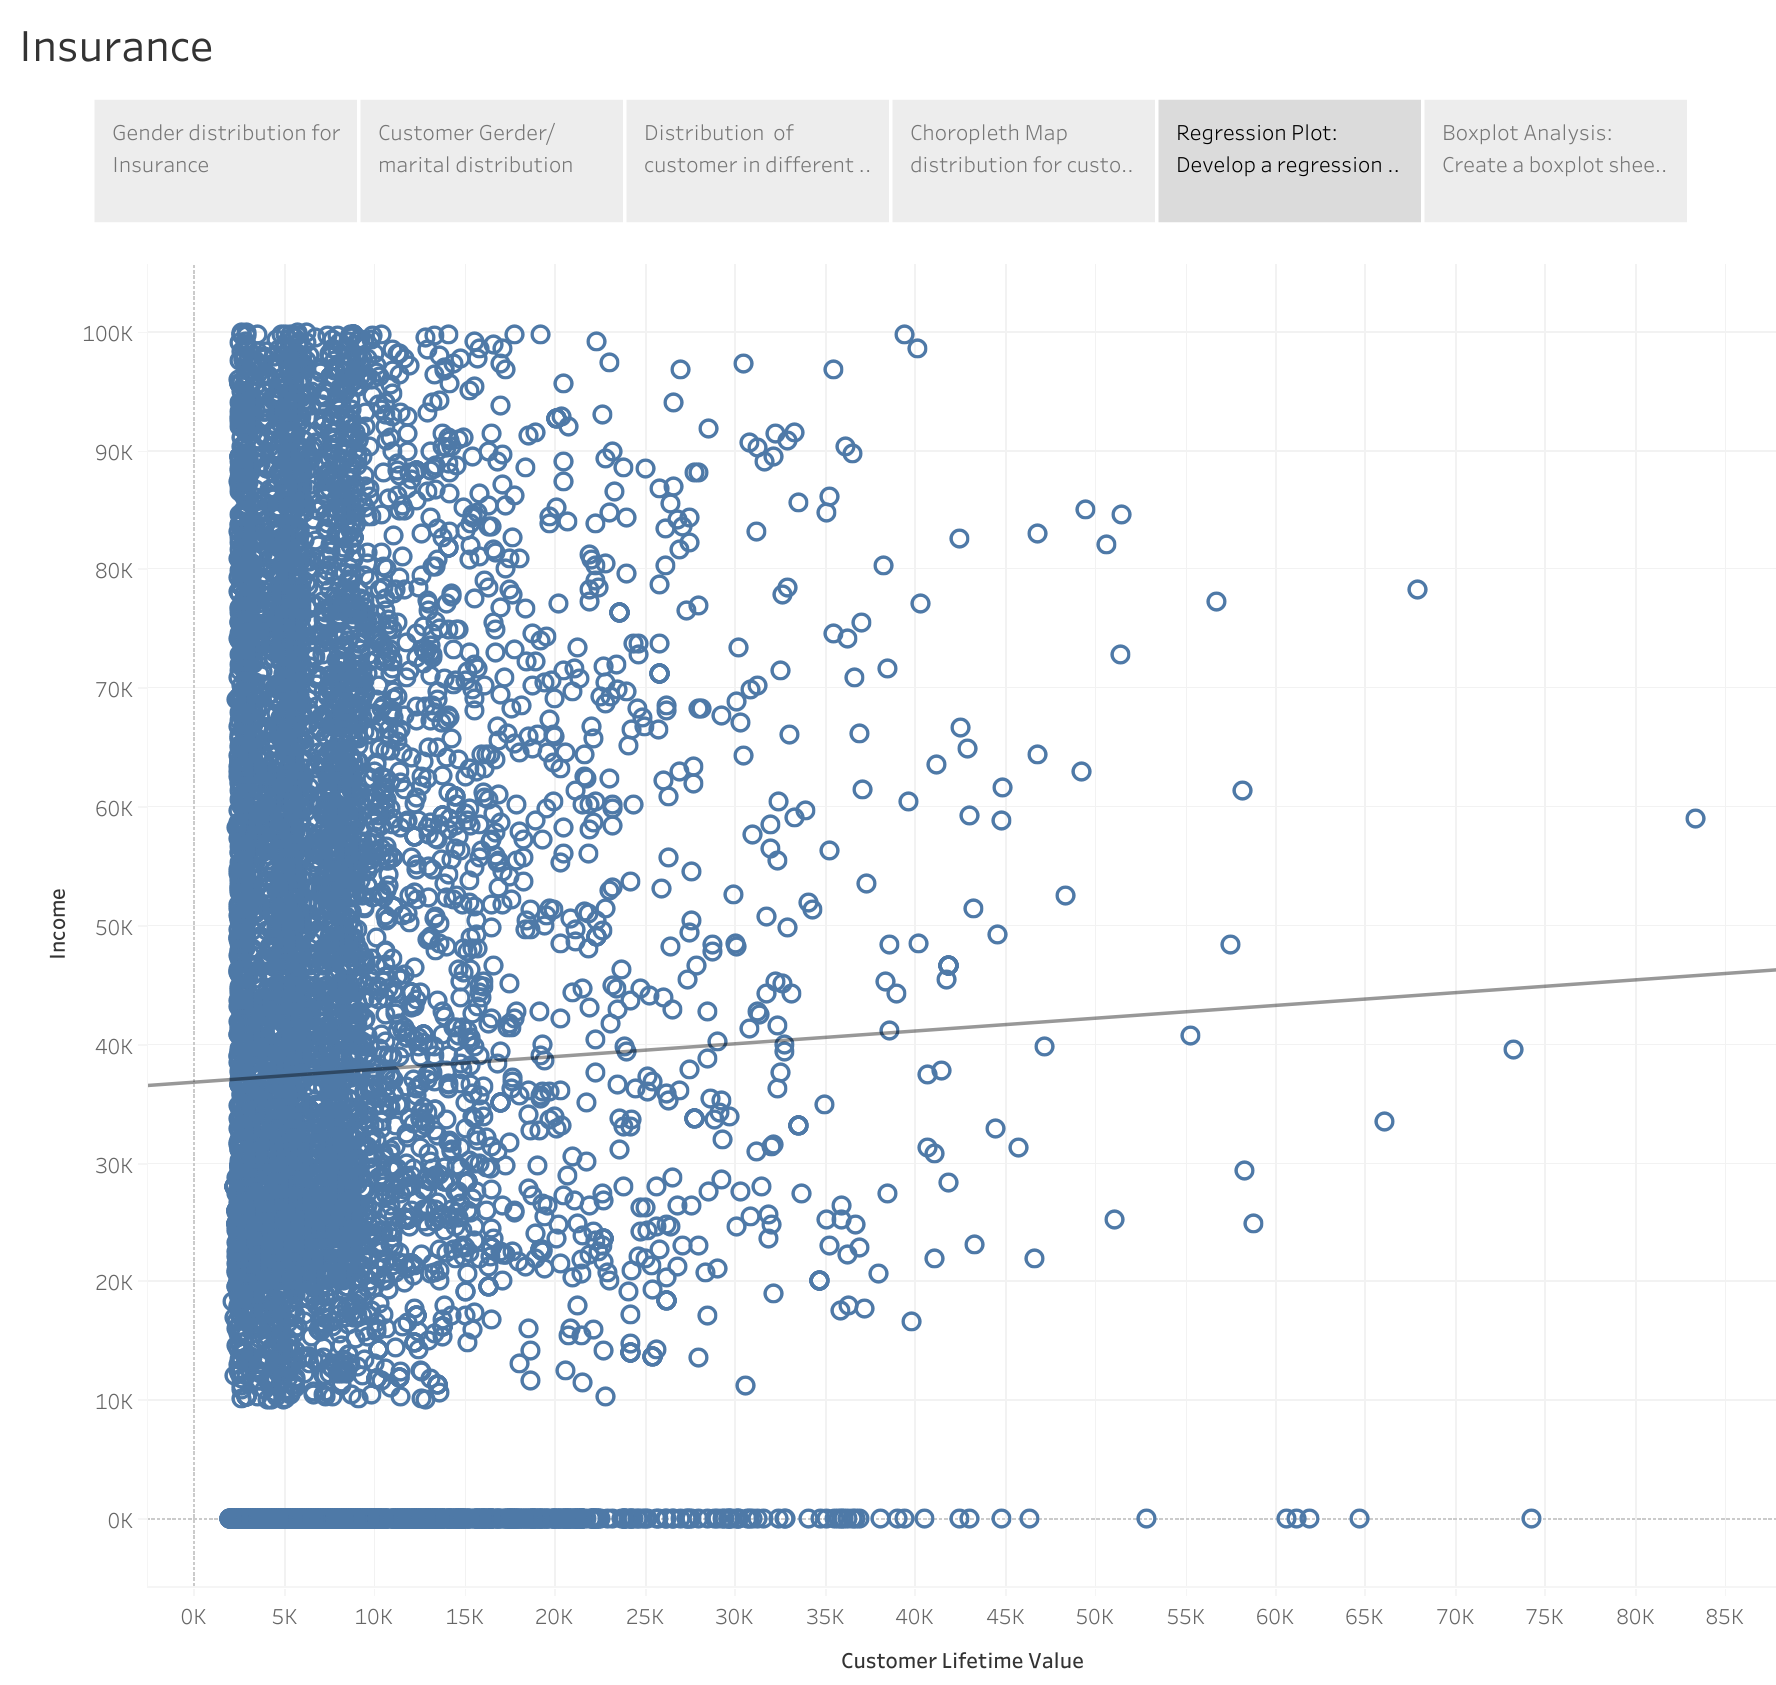 Insurance
Gender distribution for
Insurance
Customer Gerder/
marital distribution
Distribution of
customer in different ..
Choropleth Map
distribution for custo..
Regression Plot:
Develop a regression ..
Boxplot Analysis:
Create a boxplot shee..
100K
90K
80K
70K
60K
50K
40K
30K
20K
10K
0K
Income
0K 5K 10K 15K 20K 25K 30K 35K 40K 45K 50K 55K 60K 65K 70K 75K 80K 85K
Customer Lifetime Value